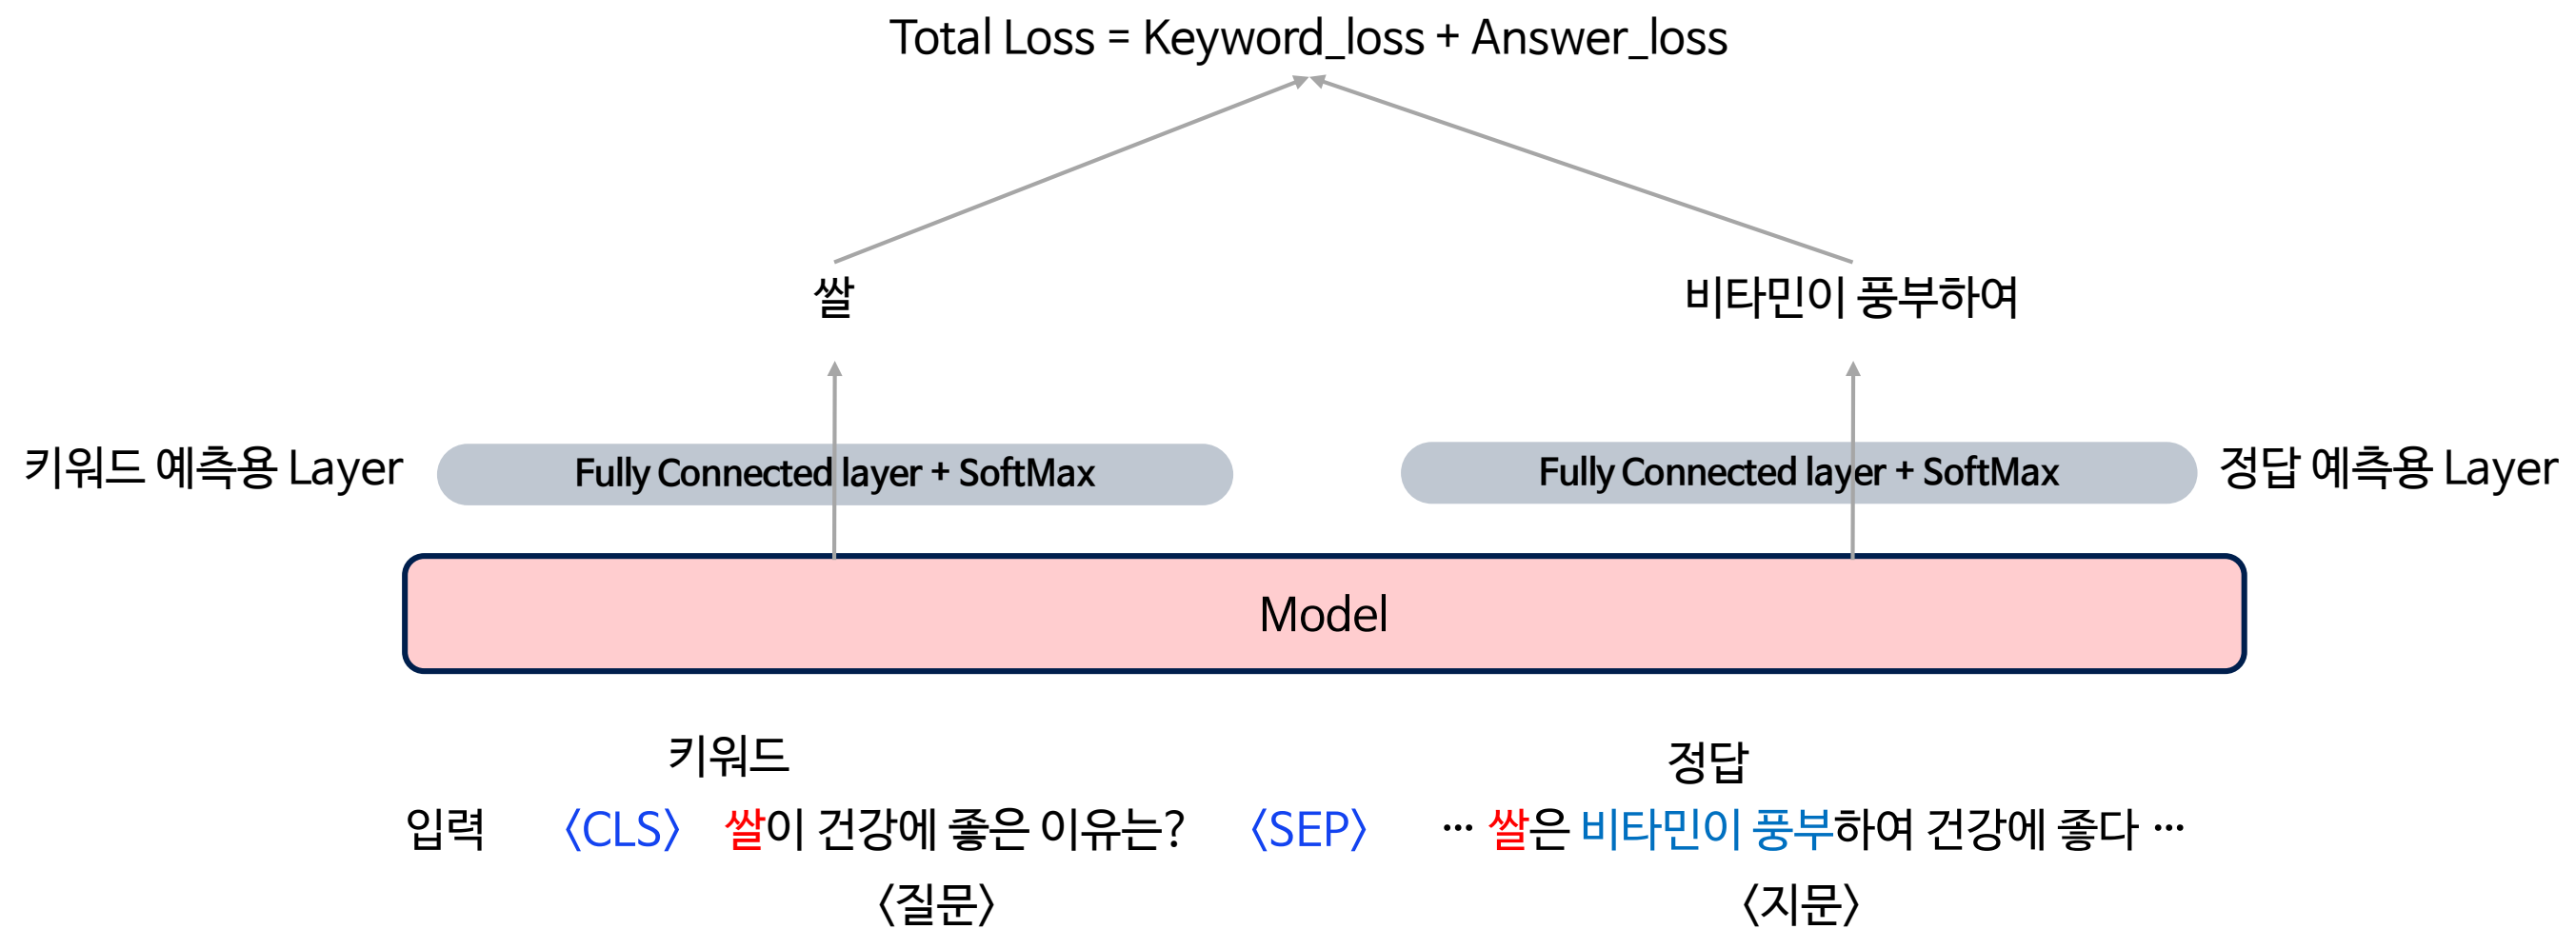 Total Loss = Keyword_loss + Answer_loss
쌀
비타민이 풍부하여
키워드 예측용 Layer
Fully Connected layer + SoftMax
Fully Connected layer + SoftMax
정답 예측용 Layer
Model
키워드
정답
입력 〈CLS〉 쌀이 건강에 좋은 이유는? 〈SEP〉 ··· 쌀은 비타민이 풍부하여 건강에 좋다 ···
〈질문〉
〈지문〉